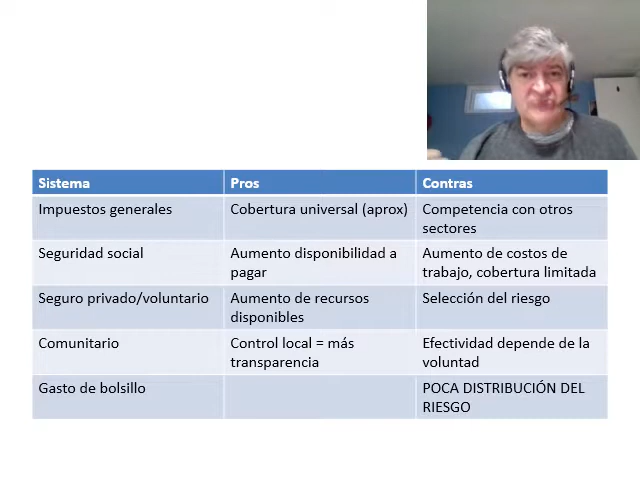 Sistema Pros Contras
Impuestos generales Cobertura universal (aprox) Competencia con otros
sectores
Seguridad social Aumento disponibilidad a Aumento de costos de
pagar trabajo, cobertura limitada
Seguro privado/voluntario Aumento de recursos Selección del riesgo
disponibles
Comunitario Control local = más Efectividad depende de la
transparencia voluntad
Gasto de bolsillo POCA DISTRIBUCIÓN DEL
RIESGO